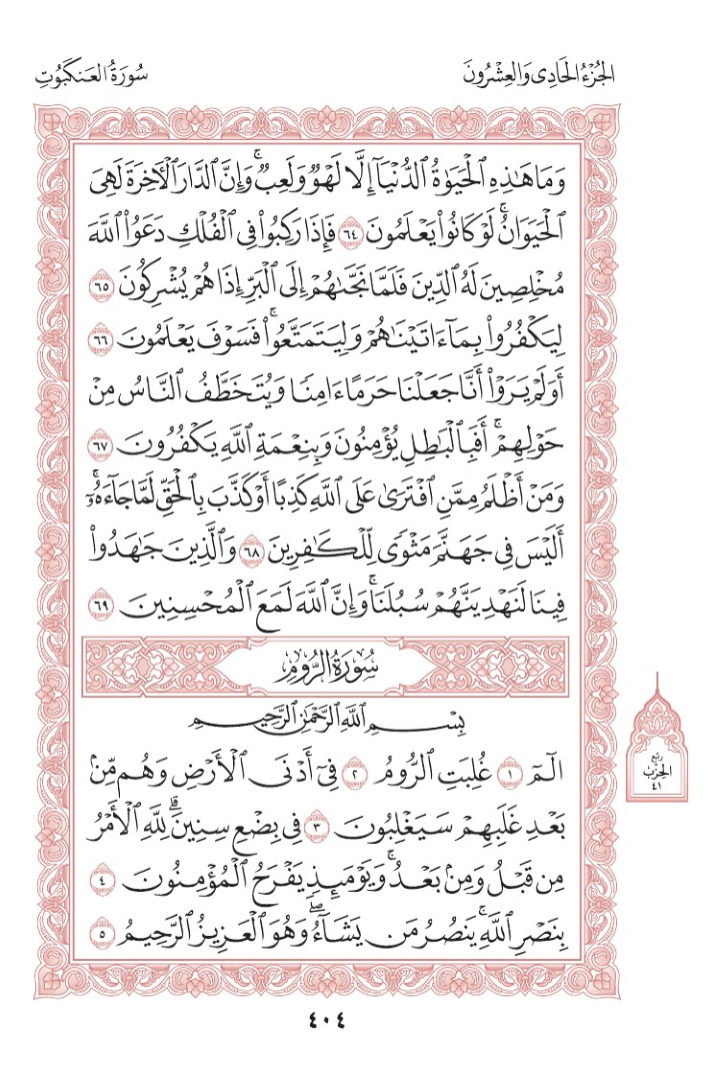 الجُزْءُ الحَادِى وَالعِشْرُونَ
سُورَةُ العَنكَبُوتِ
وَمَا هَٰذِهِ ٱلْحَيَوٰةُ ٱلدُّنْيَآ إِلَّا لَهْوٌ وَلَعِبٌ ۚ وَإِنَّ ٱلدَّارَ ٱلْأٓخِرَةَ لَهِىَ
ٱلْحَيَوَانُ ۚ لَوْ كَانُوا۟ يَعْلَمُونَ ٦٤ فَإِذَا رَكِبُوا۟ فِى ٱلْفُلْكِ دَعَوُا۟ ٱللَّهَ
مُخْلِصِينَ لَهُ ٱلدِّينَ فَلَمَّا نَجَّىٰهُمْ إِلَى ٱلْبَرِّ إِذَا هُمْ يُشْرِكُونَ ٦٥
لِيَكْفُرُوا۟ بِمَآ ءَاتَيْنَٰهُمْ وَلِيَتَمَتَّعُوا۟ ۚ فَسَوْفَ يَعْلَمُونَ ٦٦
أَوَلَمْ يَرَوْا۟ أَنَّا جَعَلْنَا حَرَمًا ءَامِنًا وَيُتَخَطَّفُ ٱلنَّاسُ مِنْ
حَوْلِهِمْ ۚ أَفَبِٱلْبَٰطِلِ يُؤْمِنُونَ وَبِنِعْمَةِ ٱللَّهِ يَكْفُرُونَ ٦٧
وَمَنْ أَظْلَمُ مِمَّنِ ٱفْتَرَىٰ عَلَى ٱللَّهِ كَذِبًا أَوْ كَذَّبَ بِٱلْحَقِّ لَمَّا جَآءَهُۥٓ ۚ
أَلَيْسَ فِى جَهَنَّمَ مَثْوًى لِّلْكَٰفِرِينَ ٦٨ وَٱلَّذِينَ جَٰهَدُوا۟
فِينَا لَنَهْدِيَنَّهُمْ سُبُلَنَا ۚ وَإِنَّ ٱللَّهَ لَمَعَ ٱلْمُحْسِنِينَ ٦٩
سُورَةُ الرُّومِ
بِسْمِ ٱللَّهِ ٱلرَّحْمَٰنِ ٱلرَّحِيمِ
الٓمٓ ١ غُلِبَتِ ٱلرُّومُ ٢ فِىٓ أَدْنَى ٱلْأَرْضِ وَهُم مِّنۢ
بَعْدِ غَلَبِهِمْ سَيَغْلِبُونَ ٣ فِى بِضْعِ سِنِينَ ۗ لِلَّهِ ٱلْأَمْرُ
مِن قَبْلُ وَمِنۢ بَعْدُ ۚ وَيَوْمَئِذٍ يَفْرَحُ ٱلْمُؤْمِنُونَ ٤
بِنَصْرِ ٱللَّهِ ۚ يَنصُرُ مَن يَشَآءُ ۖ وَهُوَ ٱلْعَزِيزُ ٱلرَّحِيمُ ٥
ربع
الحزب
٤١
٤٠٤